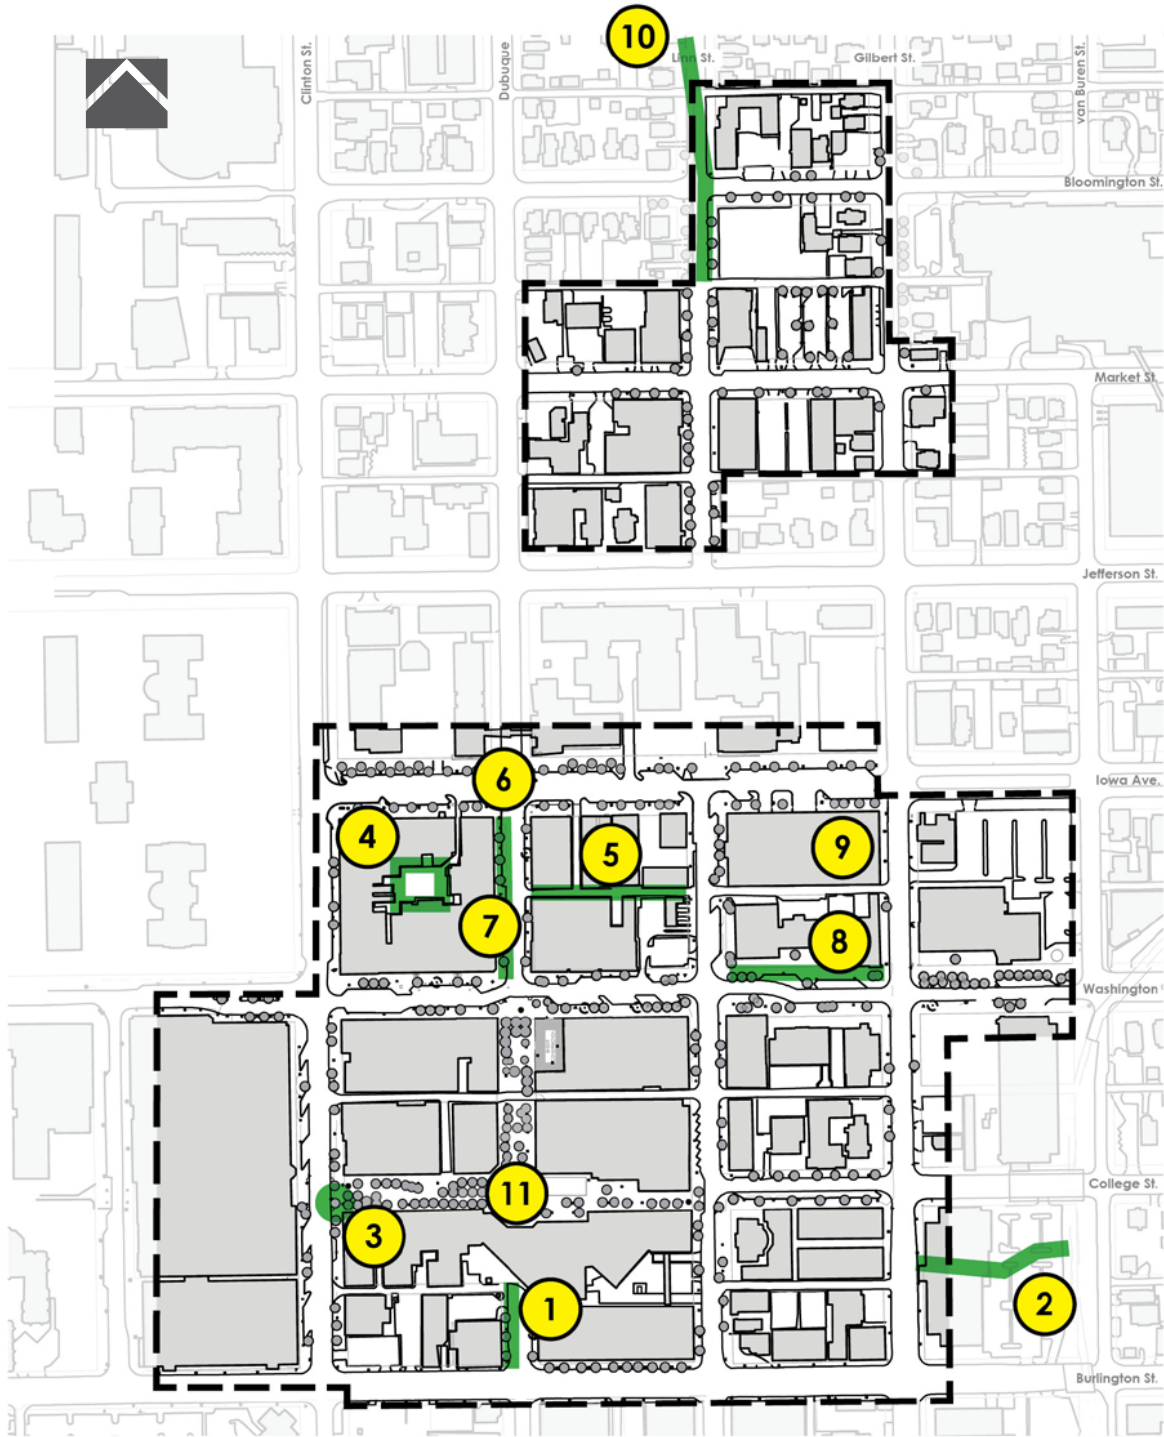 10
Linn St.
Gilbert St.
Clinton St.
Dubuque
van Buren St.
Bloomington St.
Market St.
Jefferson St.
6
Iowa Ave.
4
5
9
7
8
Washington
11
College St.
3
1
2
Burlington St.